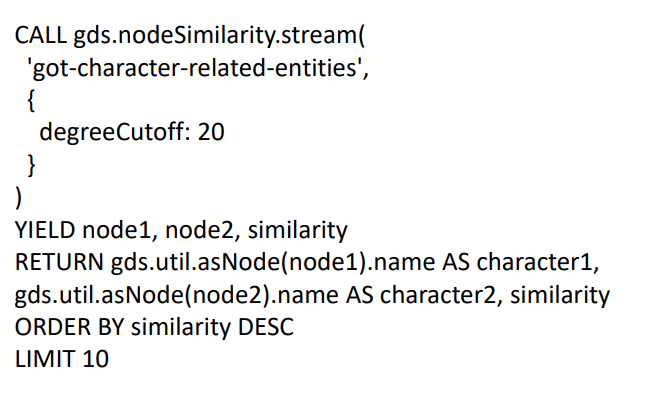 CALL gds.nodeSimilarity.stream(
'got-character-related-entities',
{
degreeCutoff: 20
}
)
YIELD node1, node2, similarity
RETURN gds.util.asNode(node1).name AS character1,
gds.util.asNode(node2).name AS character2, similarity
ORDER BY similarity DESC
LIMIT 10